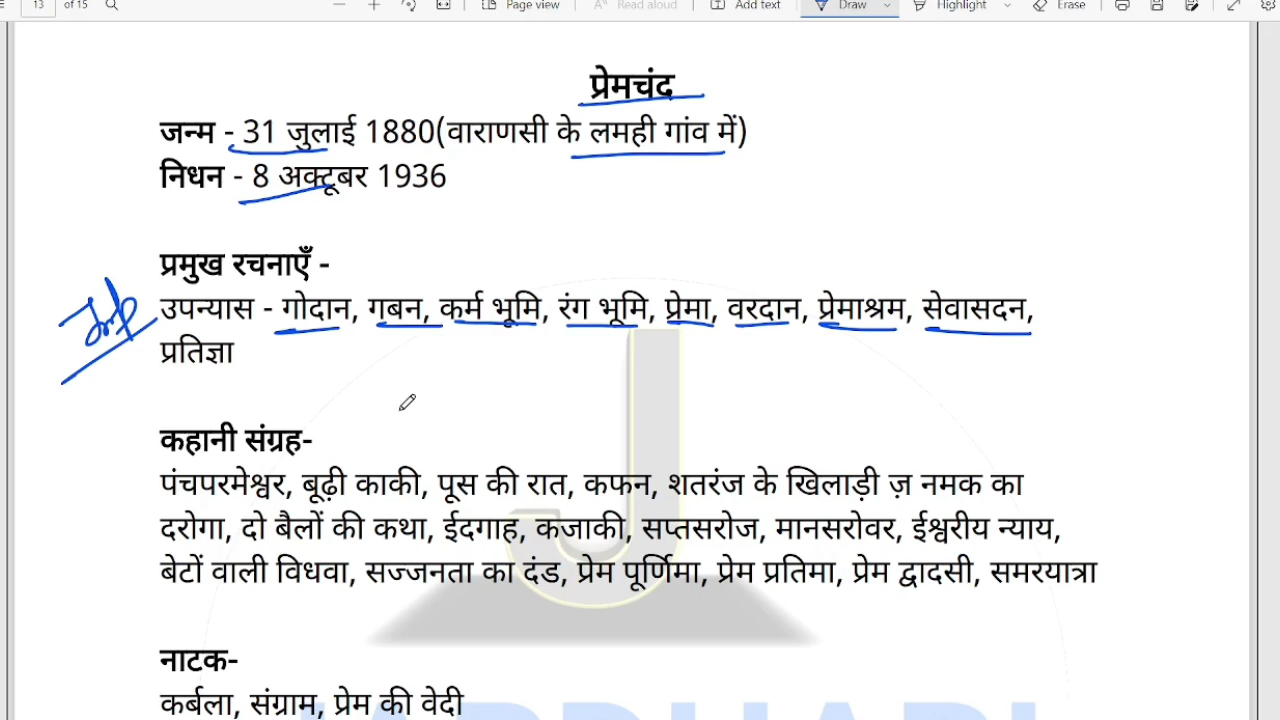 13 of 15 Page view Read aloud Add text Draw Highlight Erase
प्रेमचंद
जन्म - 31 जुलाई 1880(वाराणसी के लमही गांव में)
निधन - 8 अक्टूबर 1936
प्रमुख रचनाएँ -
Imp उपन्यास - गोदान, गबन, कर्म भूमि, रंग भूमि, प्रेमा, वरदान, प्रेमाश्रम, सेवासदन,
प्रतिज्ञा
कहानी संग्रह-
पंचपरमेश्वर, बूढ़ी काकी, पूस की रात, कफन, शतरंज के खिलाड़ी ज़ नमक का
दरोगा, दो बैलों की कथा, ईदगाह, कजाकी, सप्तसरोज, मानसरोवर, ईश्वरीय न्याय,
बेटों वाली विधवा, सज्जनता का दंड, प्रेम पूर्णिमा, प्रेम प्रतिमा, प्रेम द्वादसी, समरयात्रा
नाटक-
कर्बला, संग्राम, प्रेम की वेदी